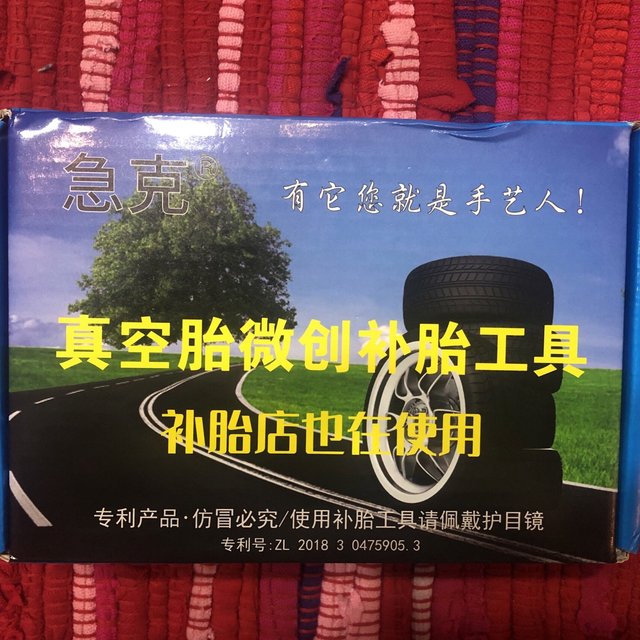 急克®
有它您就是手艺人！
真空胎微创补胎工具
补胎店也在使用
专利产品·仿冒必究/使用补胎工具请佩戴护目镜
专利号:ZL 2018 3 0475905.3